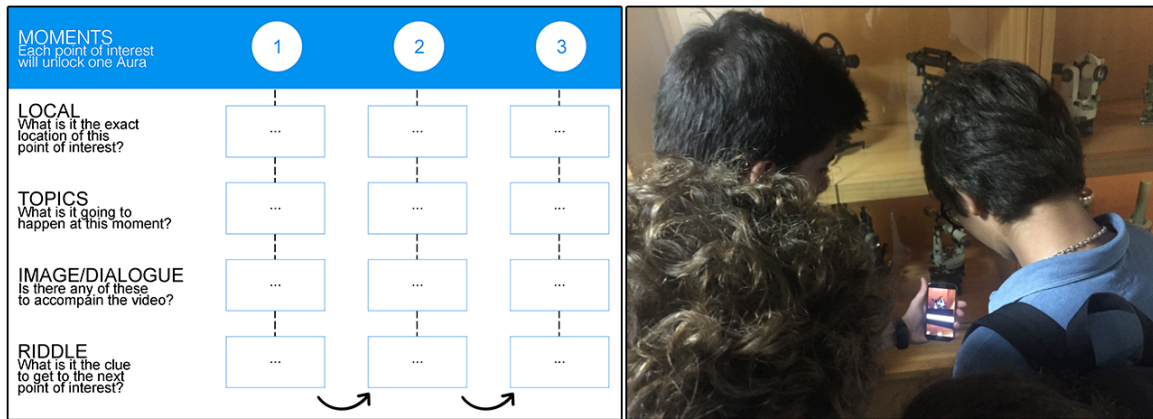 MOMENTS
Each point of interest
will unlock one Aura
1 2 3
LOCAL
What is it the exact
location of this
point of interest?
... ... ...
TOPICS
What is it going to
happen at this moment?
... ... ...
IMAGE/DIALOGUE
Is there any of these
to accompain the video?
... ... ...
RIDDLE
What is it the clue
to get to the next
point of interest?
... ... ...